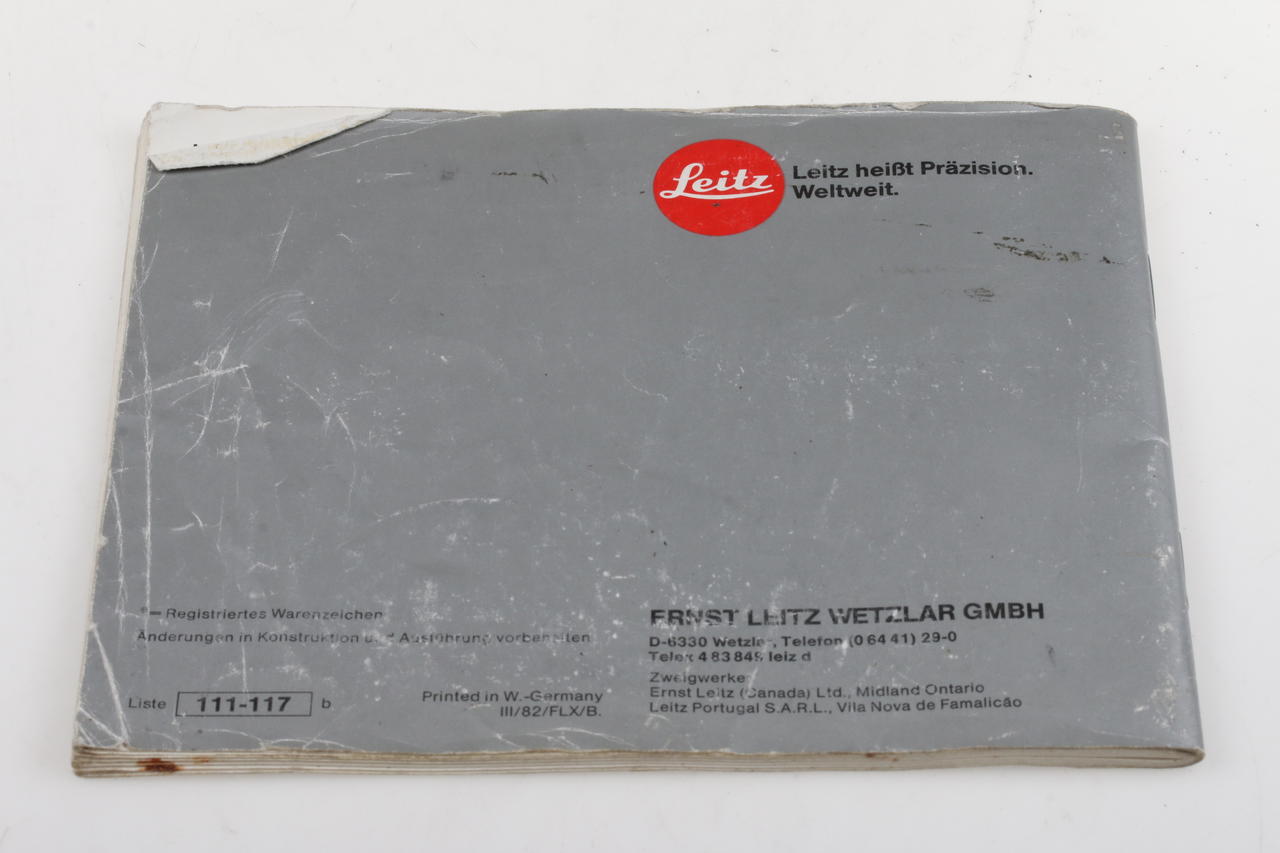 Leitz
Leitz heißt Präzision.
Weltweit.
® = Registriertes Warenzeichen
Änderungen in Konstruktion und Ausführung vorbehalten
Liste 111-117 b
Printed in W.-Germany
III/82/FLX/B.
ERNST LEITZ WETZLAR GMBH
D-6330 Wetzlar, Telefon (0 64 41) 29-0
Telex 4 83 849 leiz d
Zweigwerke
Ernst Leitz (Canada) Ltd., Midland Ontario
Leitz Portugal S.A.R.L., Vila Nova de Famalicão